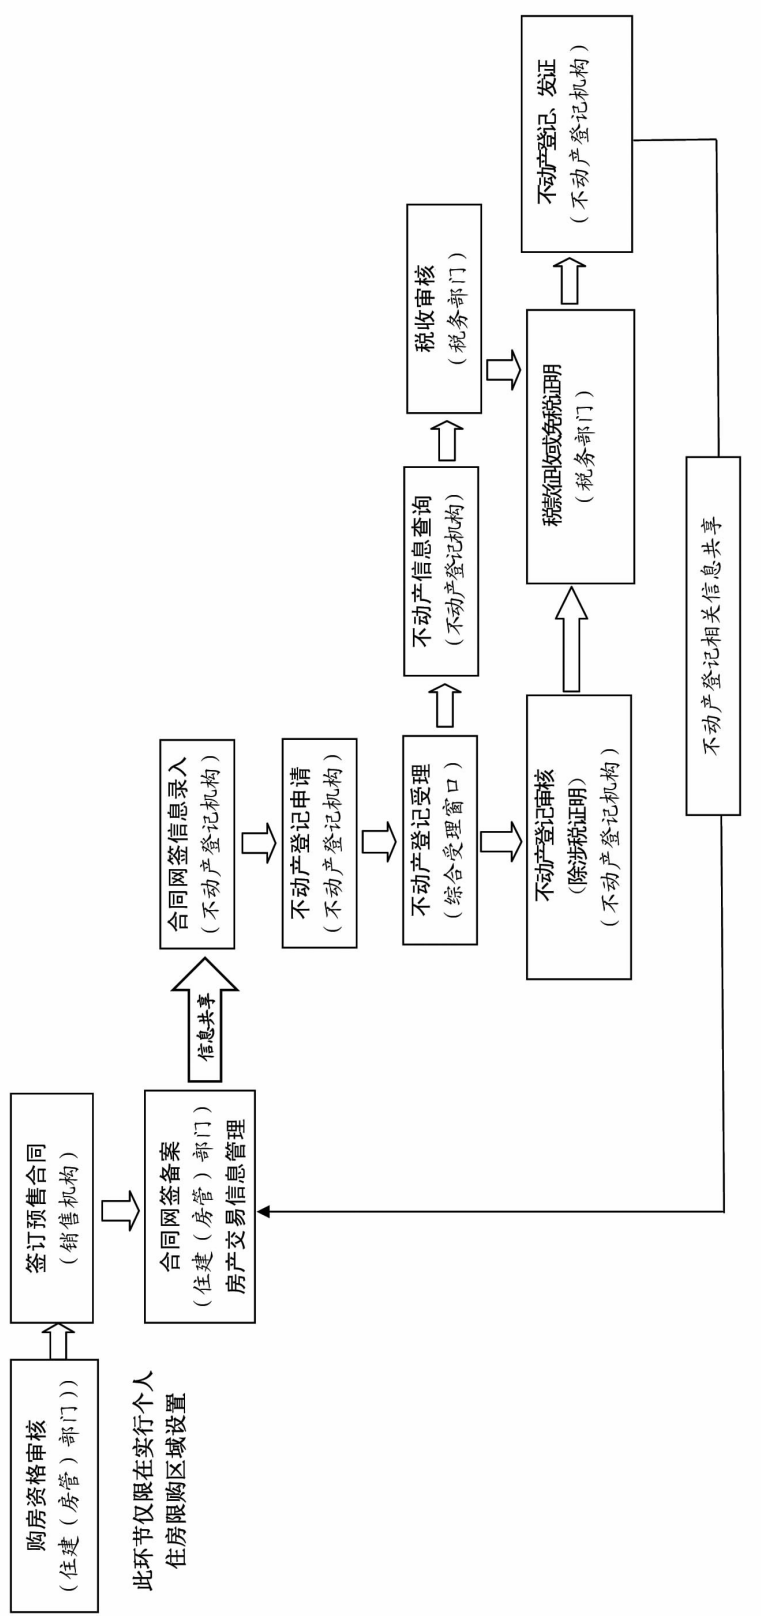 购房资格审核
（住建（房管）部门））
此环节仅限在实行个人
住房限购区域设置
签订预售合同
（销售机构）
合同网签备案
（住建（房管）部门）
房产交易信息管理
信息共享
合同网签信息录入
（不动产登记机构）
不动产登记申请
（不动产登记机构）
不动产登记受理
（综合受理窗口）
不动产登记审核
（除涉税证明）
（不动产登记机构）
不动产信息查询
（不动产登记机构）
税收审核
（税务部门）
税款征收或免税证明
（税务部门）
不动产登记、发证
（不动产登记机构）
不动产登记相关信息共享